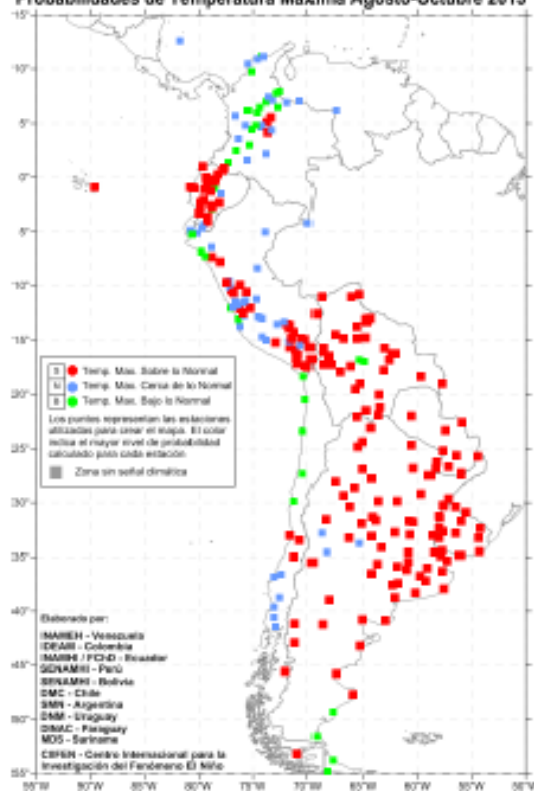 Probabilidades de Temperatura Máxima Agosto-Octubre 2015
15°
10°
5°
0°
5°
10°
15°
20°
25°
30°
35°
40°
45°
50°
55°
S Temp. Max. Sobre lo Normal
N Temp. Max. Cerca de lo Normal
B Temp. Max. Bajo lo Normal
Los puntos representan las estaciones
utilizadas para crear el mapa. El color
indica el mayor nivel de probabilidad
calculado para cada estación
Zona sin señal climática
Elaborado por:
INAMEH - Venezuela
IDEAM - Colombia
INAMHI / FChD - Ecuador
SENAMHI - Perú
SENAMHI - Bolivia
DMC - Chile
SMN - Argentina
DNM - Uruguay
DINAC - Paraguay
MDS - Suriname
CIIFEN - Centro Internacional para la
Investigación del Fenómeno El Niño
95°W 90°W 85°W 80°W 75°W 70°W 65°W 60°W 55°W 50°W